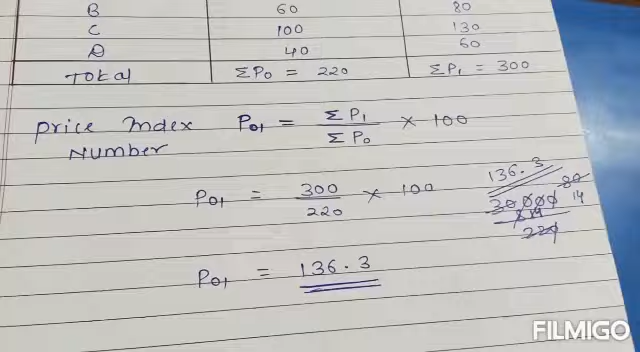 B 60 80
C 100 130
D 40 60
Total ΣP₀ = 220 ΣP₁ = 300
Price Index Number P₀₁ = ΣP₁ / ΣP₀ × 100
P₀₁ = 300 / 220 × 100
136.3
P₀₁ = 136.3
FILMIGO